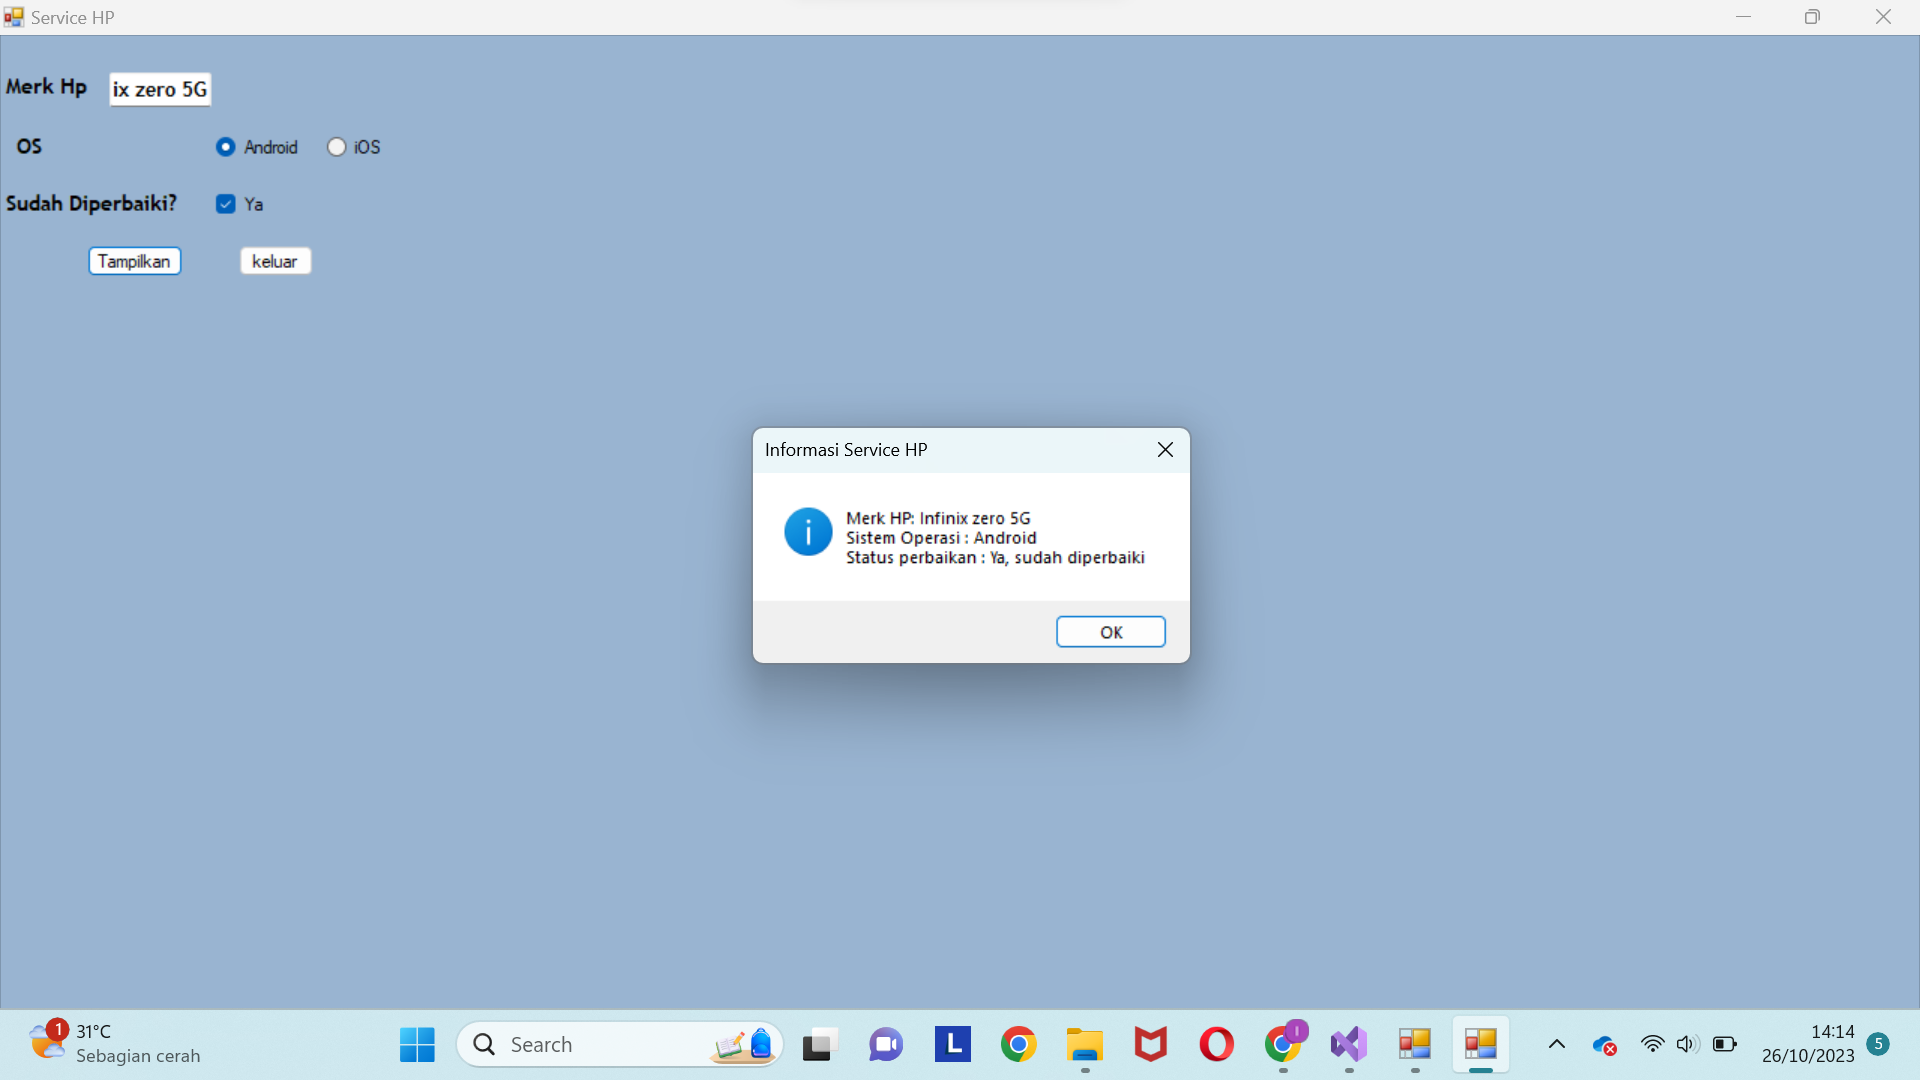 Service HP
Merk Hp
ix zero 5G
OS
Android
iOS
Sudah Diperbaiki?
Ya
Tampilkan
keluar
Informasi Service HP
Merk HP: Infinix zero 5G
Sistem Operasi : Android
Status perbaikan : Ya, sudah diperbaiki
OK
1
31°C
Sebagian cerah
Search
L
14:14
26/10/2023
5